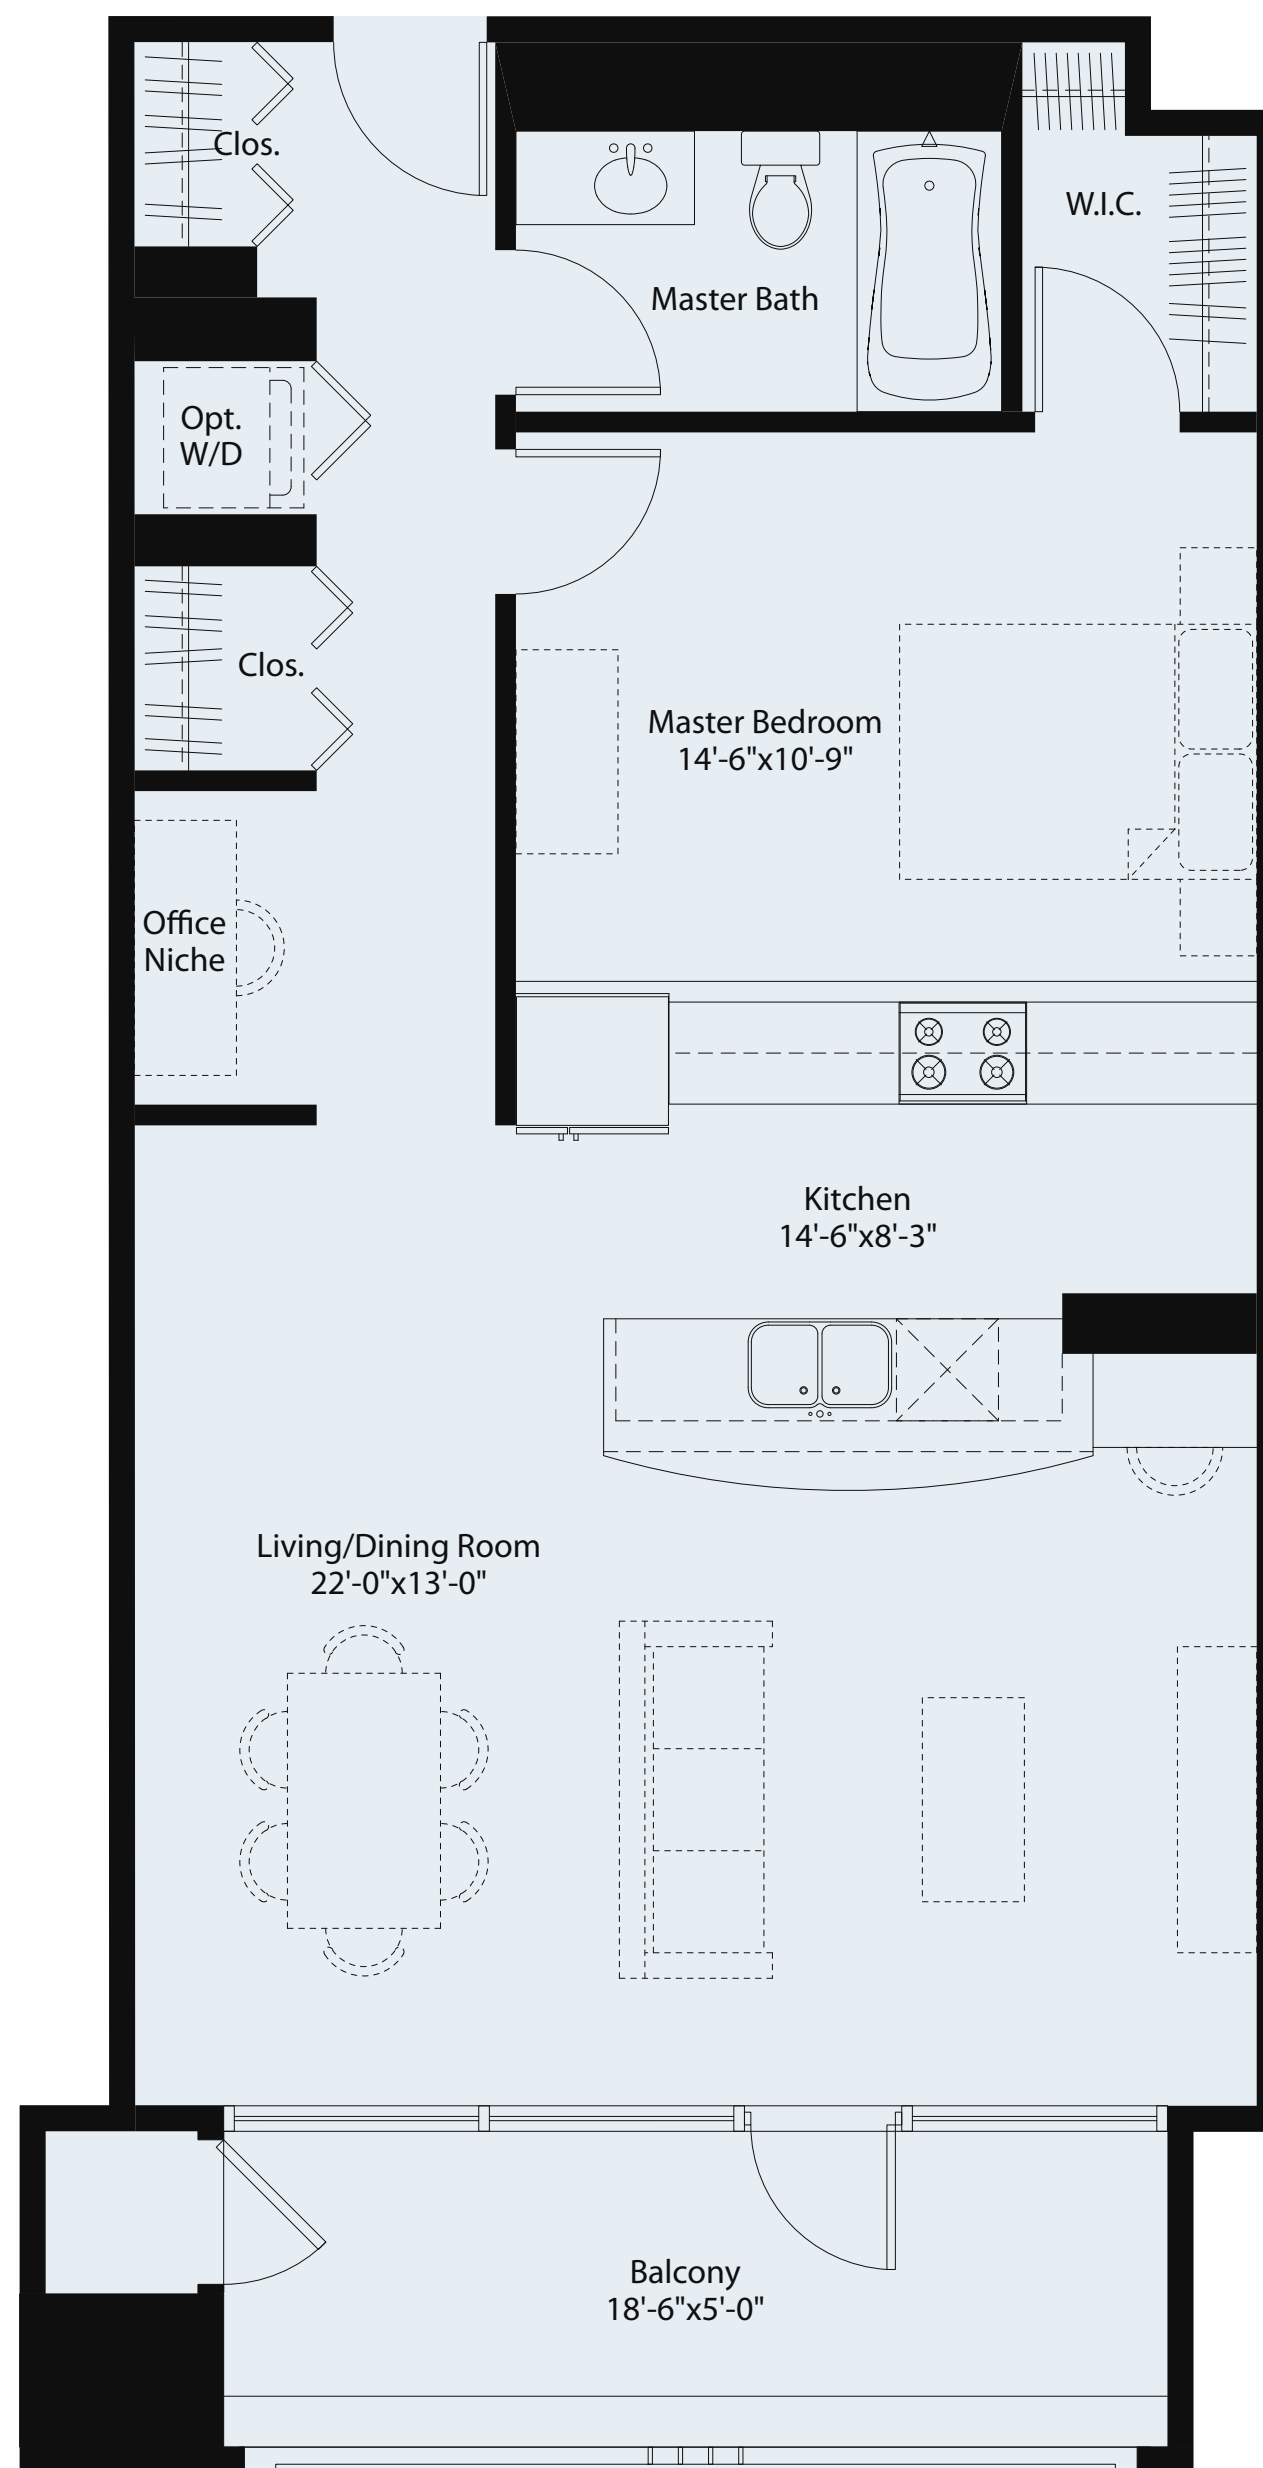 Clos.
W.I.C.
Master Bath
Opt.
W/D
Clos.
Master Bedroom
14'-6"x10'-9"
Office
Niche
Kitchen
14'-6"x8'-3"
Living/Dining Room
22'-0"x13'-0"
Balcony
18'-6"x5'-0"